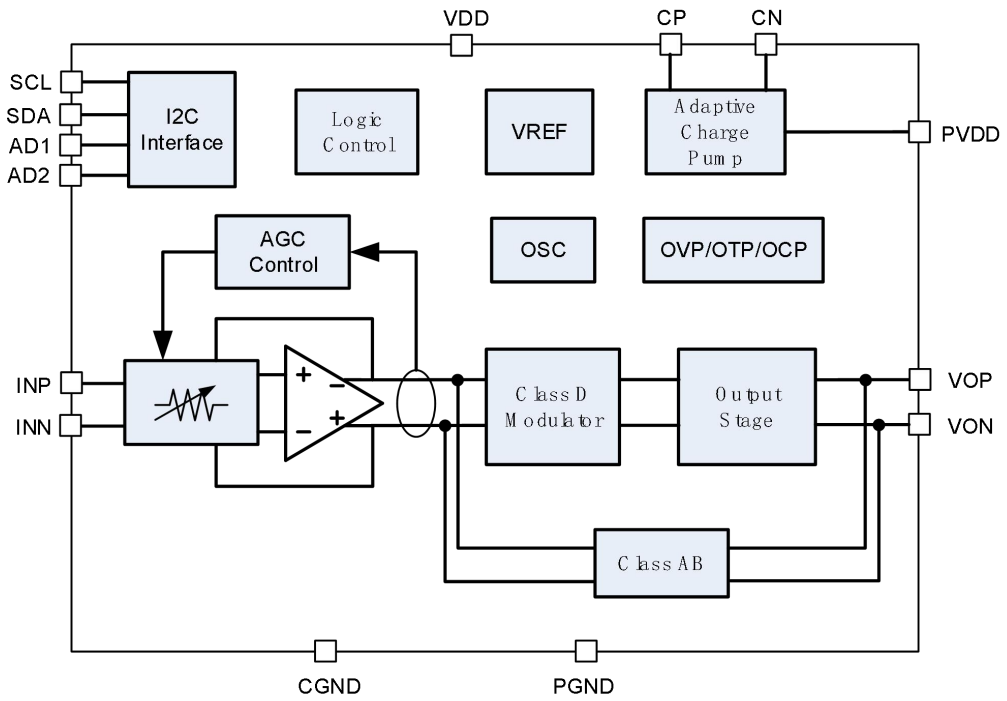 VDD
CP
CN
SCL
SDA
AD1
AD2
I2C
Interface
Logic
Control
VREF
Adaptive
Charge
Pump
PVDD
AGC
Control
OSC
OVP/OTP/OCP
INP
INN
+
−
−
+
Class D
Modulator
Output
Stage
VOP
VON
Class AB
CGND
PGND